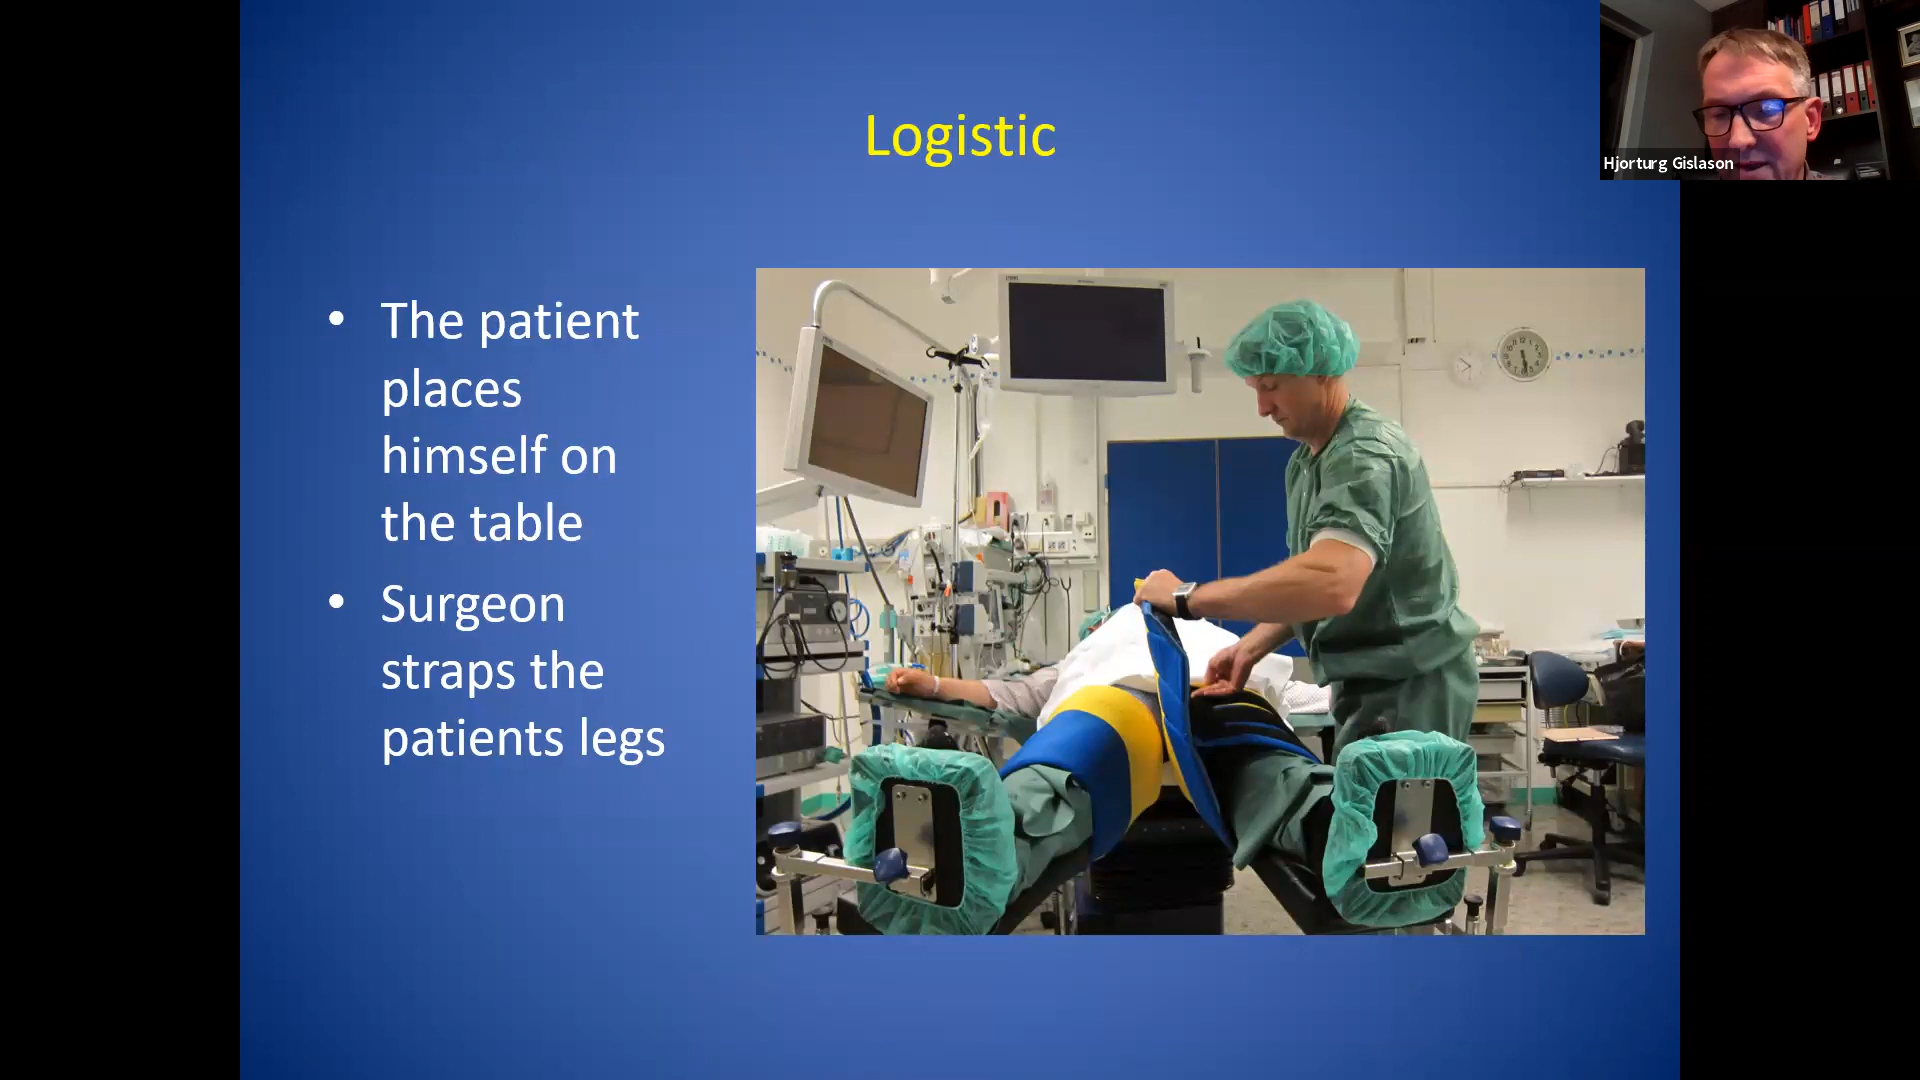 Logistic
Hjorturg Gislason
• The patient
places
himself on
the table
• Surgeon
straps the
patients legs